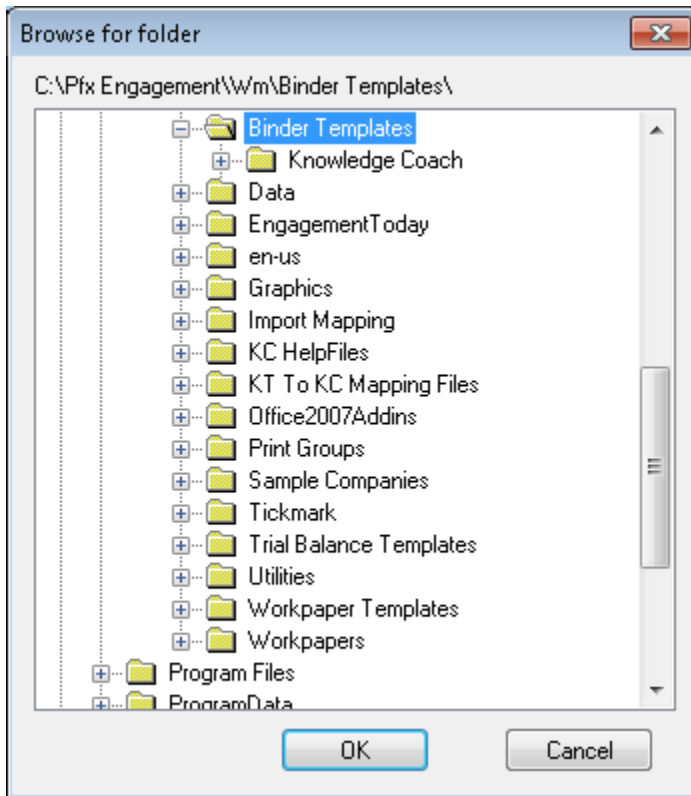 Browse for folder
C:\Pfx Engagement\Wm\Binder Templates\
Binder Templates
Knowledge Coach
Data
EngagementToday
en-us
Graphics
Import Mapping
KC HelpFiles
KT To KC Mapping Files
Office2007Addins
Print Groups
Sample Companies
Tickmark
Trial Balance Templates
Utilities
Workpaper Templates
Workpapers
Program Files
ProgramData
OK Cancel